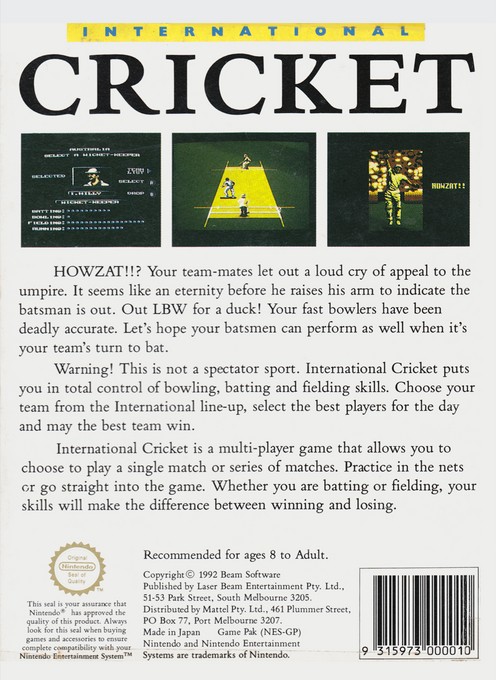 INTERNATIONAL
CRICKET
AUSTRALIA
SELECT A WICKET-KEEPER
SELECTED
SELECT
DROP
T.HILLY
WICKET-KEEPER
BATTING:
BOWLING:
FIELDING:
RUNNING:
HOWZAT!!
HOWZAT!!? Your team-mates let out a loud cry of appeal to the
umpire. It seems like an eternity before he raises his arm to indicate the
batsman is out. Out LBW for a duck! Your fast bowlers have been
deadly accurate. Let's hope your batsmen can perform as well when it's
your team's turn to bat.
Warning! This is not a spectator sport. International Cricket puts
you in total control of bowling, batting and fielding skills. Choose your
team from the International line-up, select the best players for the day
and may the best team win.
International Cricket is a multi-player game that allows you to
choose to play a single match or series of matches. Practice in the nets
or go straight into the game. Whether you are batting or fielding, your
skills will make the difference between winning and losing.
Original
Nintendo
Seal of
Quality
TM
This seal is your assurance that
Nintendo® has approved the
quality of this product. Always
look for this seal when buying
games and accessories to ensure
complete compatibility with your
Nintendo Entertainment System™
Recommended for ages 8 to Adult.
Copyright© 1992 Beam Software
Published by Laser Beam Entertainment Pty. Ltd.,
51-53 Park Street, South Melbourne 3205.
Distributed by Mattel Pty. Ltd., 461 Plummer Street,
PO Box 77, Port Melbourne 3207.
Made in Japan Game Pak (NES-GP)
Nintendo and Nintendo Entertainment
Systems are trademarks of Nintendo.
9 315973 000010